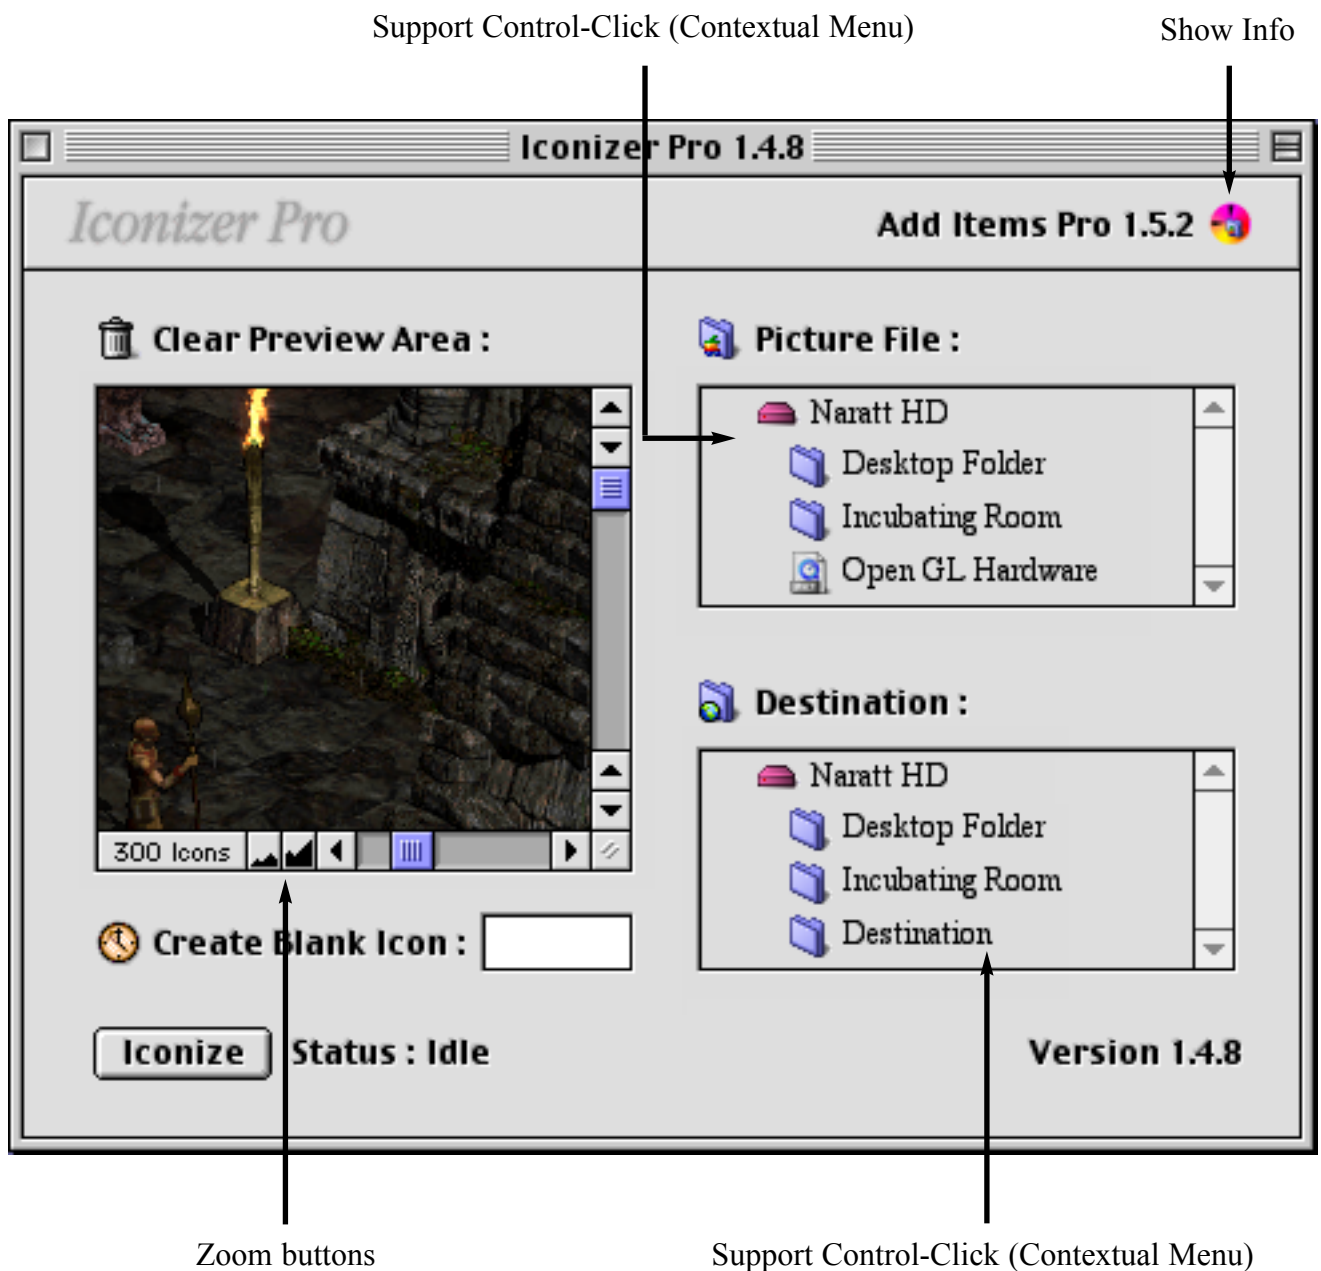 Support Control-Click (Contextual Menu)
Show Info
Iconizer Pro 1.4.8
Iconizer Pro
Add Items Pro 1.5.2
Clear Preview Area :
Picture File :
Naratt HD
Desktop Folder
Incubating Room
Open GL Hardware
Destination :
Naratt HD
Desktop Folder
Incubating Room
Destination
300 Icons
Create Blank Icon :
Iconize
Status : Idle
Version 1.4.8
Zoom buttons
Support Control-Click (Contextual Menu)